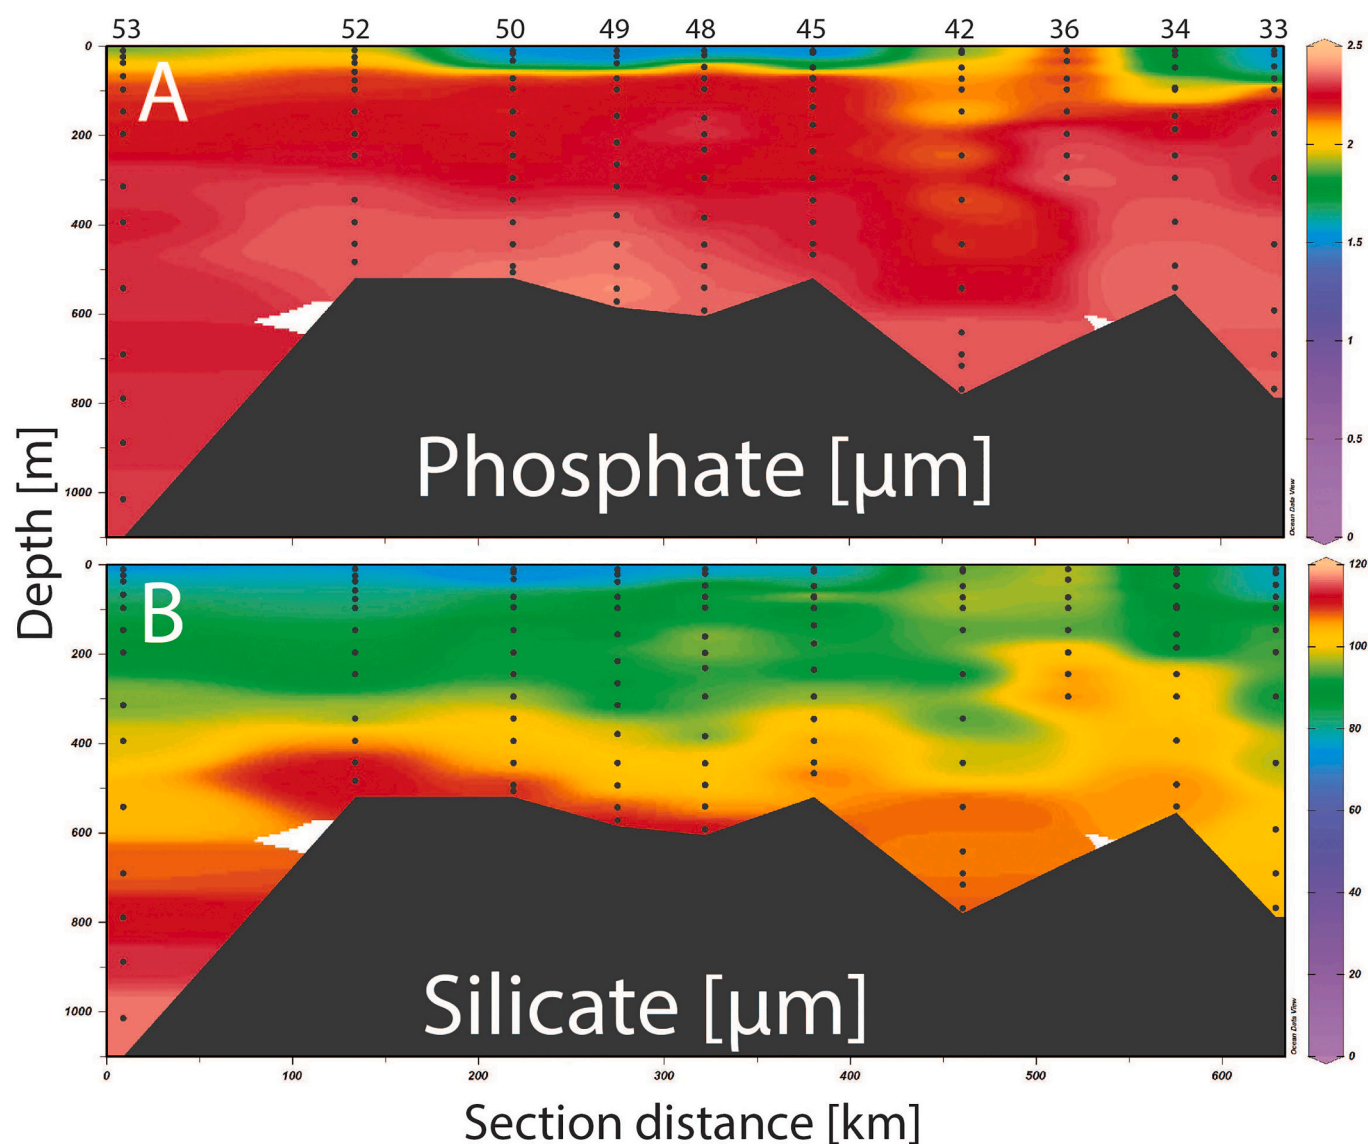 53 52 50 49 48 45 42 36 34 33
A
0
200
400
600
800
1000
Phosphate [µm]
2.5
2
1.5
1
0.5
0
Ocean Data View
B
0
200
400
600
800
1000
Silicate [µm]
120
100
80
60
40
20
0
Ocean Data View
Depth [m]
0 100 200 300 400 500 600
Section distance [km]